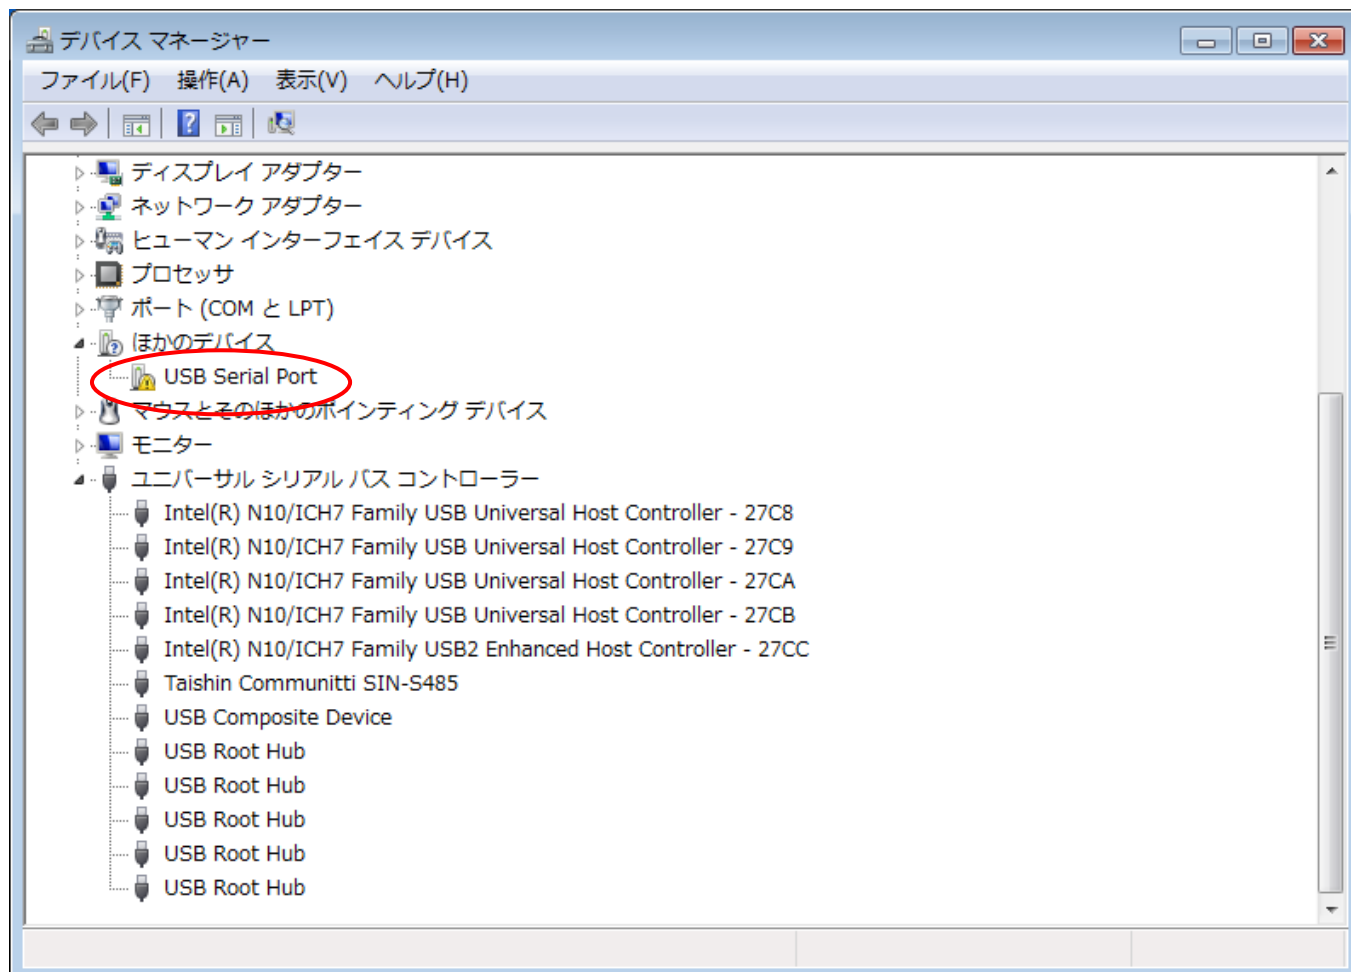 デバイス マネージャー
ファイル(F) 操作(A) 表示(V) ヘルプ(H)
ディスプレイ アダプター
ネットワーク アダプター
ヒューマン インターフェイス デバイス
プロセッサ
ポート (COM と LPT)
ほかのデバイス
USB Serial Port
マウスとそのほかのポインティング デバイス
モニター
ユニバーサル シリアル バス コントローラー
Intel(R) N10/ICH7 Family USB Universal Host Controller - 27C8
Intel(R) N10/ICH7 Family USB Universal Host Controller - 27C9
Intel(R) N10/ICH7 Family USB Universal Host Controller - 27CA
Intel(R) N10/ICH7 Family USB Universal Host Controller - 27CB
Intel(R) N10/ICH7 Family USB2 Enhanced Host Controller - 27CC
Taishin Communitti SIN-S485
USB Composite Device
USB Root Hub
USB Root Hub
USB Root Hub
USB Root Hub
USB Root Hub